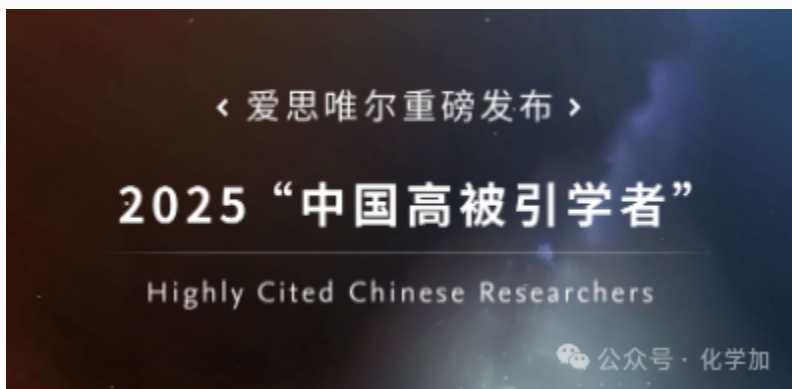 ‹ 爱思唯尔重磅发布 ›
2025 “中国高被引学者”
Highly Cited Chinese Researchers
公众号 · 化学加